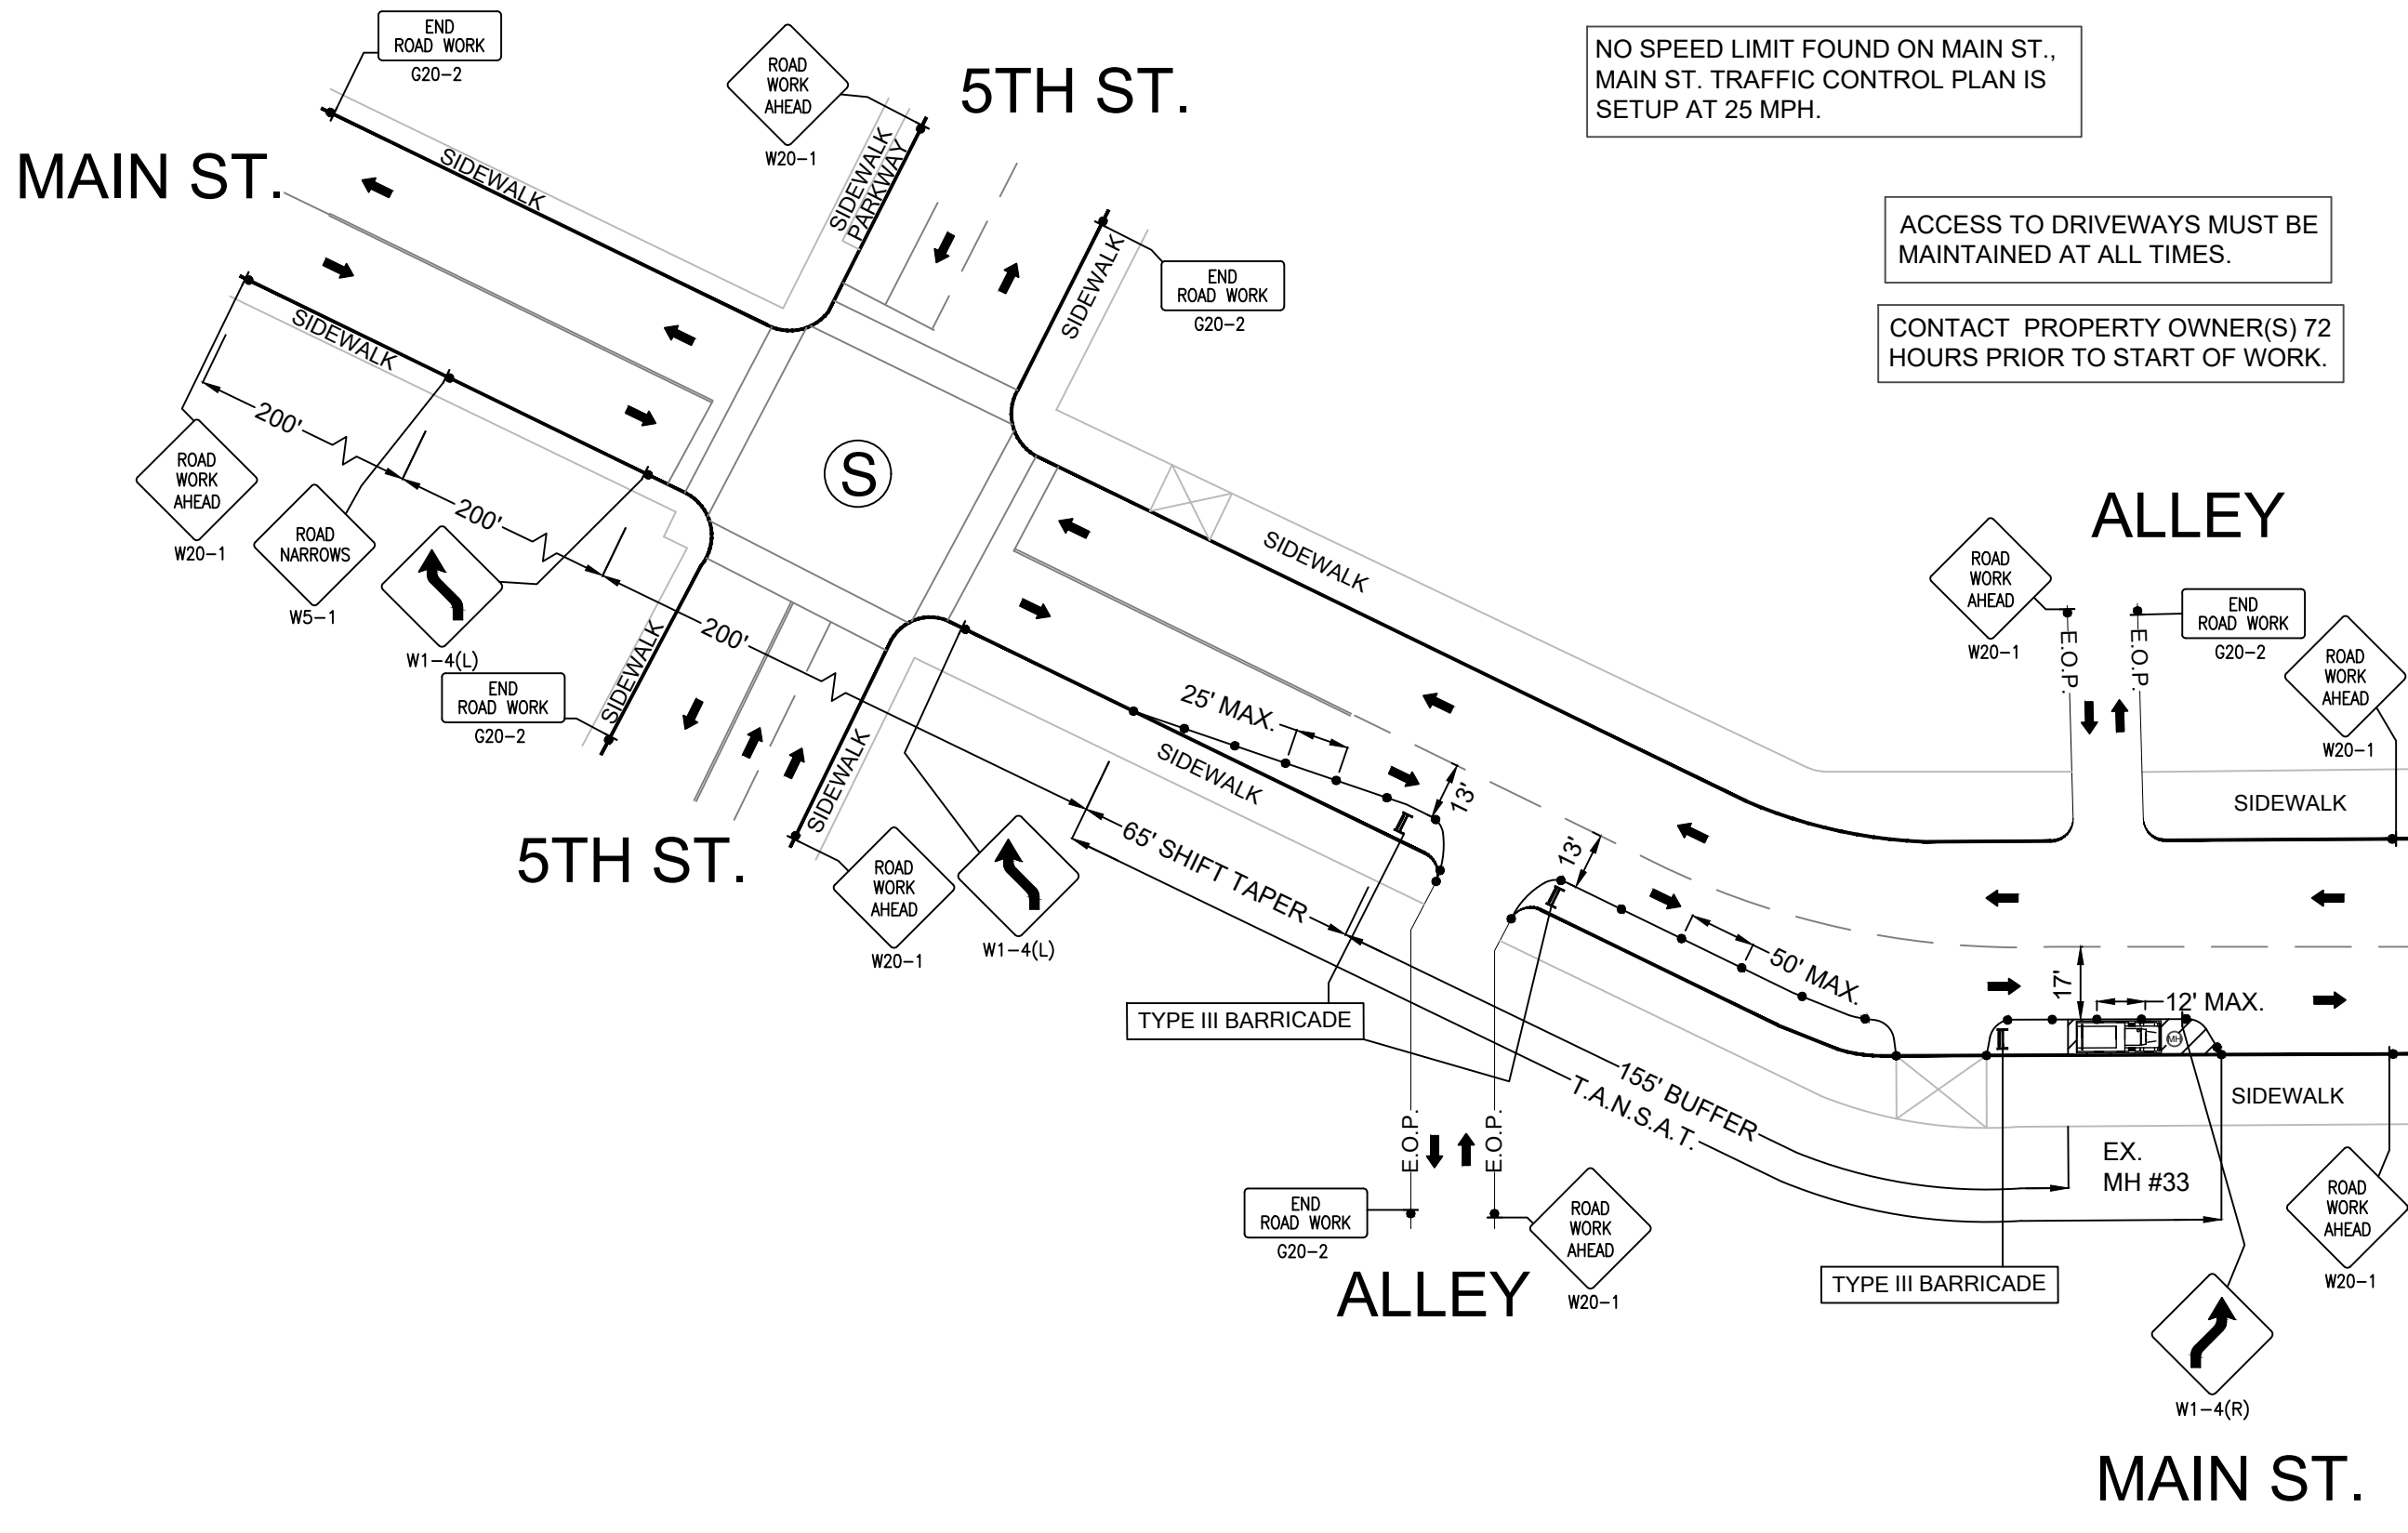 END
ROAD WORK
G20-2
ROAD
WORK
AHEAD
W20-1
5TH ST.
NO SPEED LIMIT FOUND ON MAIN ST.,
MAIN ST. TRAFFIC CONTROL PLAN IS
SETUP AT 25 MPH.
MAIN ST.
SIDEWALK
SIDEWALK
PARKWAY
SIDEWALK
END
ROAD WORK
G20-2
ACCESS TO DRIVEWAYS MUST BE
MAINTAINED AT ALL TIMES.
CONTACT PROPERTY OWNER(S) 72
HOURS PRIOR TO START OF WORK.
SIDEWALK
200'
ROAD
WORK
AHEAD
W20-1
200'
ROAD
NARROWS
W5-1
W1-4(L)
S
SIDEWALK
ALLEY
ROAD
WORK
AHEAD
W20-1
END
ROAD WORK
G20-2
E.O.P.
E.O.P.
ROAD
WORK
AHEAD
W20-1
SIDEWALK
END
ROAD WORK
G20-2
SIDEWALK
200'
25' MAX.
SIDEWALK
SIDEWALK
13'
13'
5TH ST.
65' SHIFT TAPER
ROAD
WORK
AHEAD
W20-1
W1-4(L)
50' MAX.
17'
12' MAX.
TYPE III BARRICADE
MH
155' BUFFER
T.A.N.S.A.T.
SIDEWALK
E.O.P.
E.O.P.
EX.
MH #33
END
ROAD WORK
G20-2
ROAD
WORK
AHEAD
W20-1
ROAD
WORK
AHEAD
W20-1
ALLEY
TYPE III BARRICADE
W1-4(R)
MAIN ST.